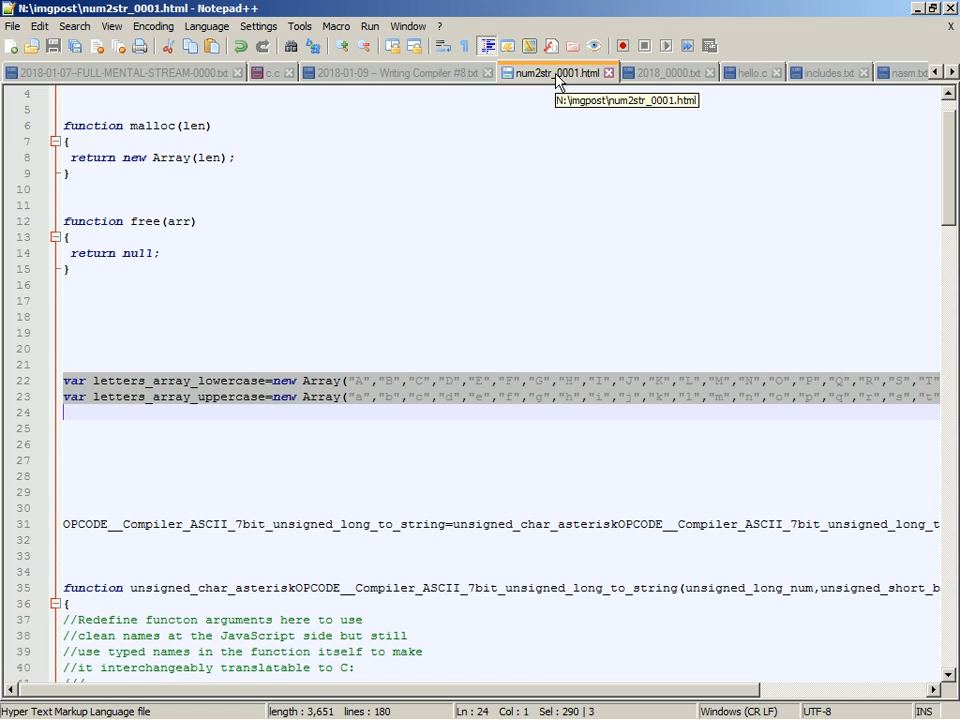 N:\imgpost\num2str_0001.html - Notepad++
File Edit Search View Encoding Language Settings Tools Macro Run Window ? X
2018-01-07-FULL-MENTAL-STREAM-0000.txt c.c 2018-01-09 – Writing Compiler #8.txt num2str_0001.html 2018_0000.txt hello.c includes.txt nasm.txt
N:\imgpost\num2str_0001.html
4
5
6 function malloc(len)
7 {
8 return new Array(len);
9 }
10
11
12 function free(arr)
13 {
14 return null;
15 }
16
17
18
19
20
21
22 var letters_array_lowercase=new Array("A","B","C","D","E","F","G","H","I","J","K","L","M","N","O","P","Q","R","S","T"
23 var letters_array_uppercase=new Array("a","b","c","d","e","f","g","h","i","j","k","l","m","n","o","p","q","r","s","t"
24
25
26
27
28
29
30
31 OPCODE__Compiler_ASCII_7bit_unsigned_long_to_string=unsigned_char_asteriskOPCODE__Compiler_ASCII_7bit_unsigned_long_t
32
33
34
35 function unsigned_char_asteriskOPCODE__Compiler_ASCII_7bit_unsigned_long_to_string(unsigned_long_num,unsigned_short_b
36 {
37 //Redefine functon arguments here to use
38 //clean names at the JavaScript side but still
39 //use typed names in the function itself to make
40 //it interchangeably translatable to C:
Hyper Text Markup Language file length : 3,651 lines : 180 Ln : 24 Col : 1 Sel : 290 | 3 Windows (CR LF) UTF-8 INS